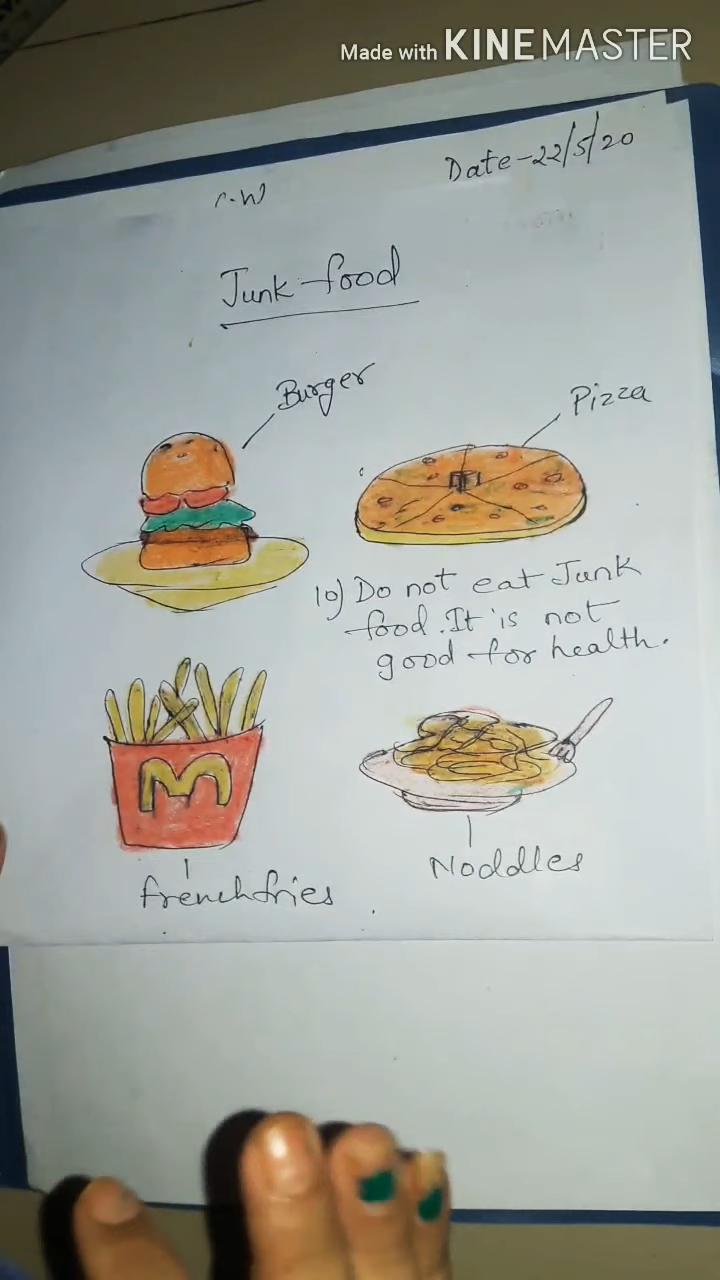 Made with KINEMASTER
Date-22/5/20
Junk-food
Burger
Pizza
10) Do not eat Junk
food. It is not
good for health.
M
frenchfries
Noddles